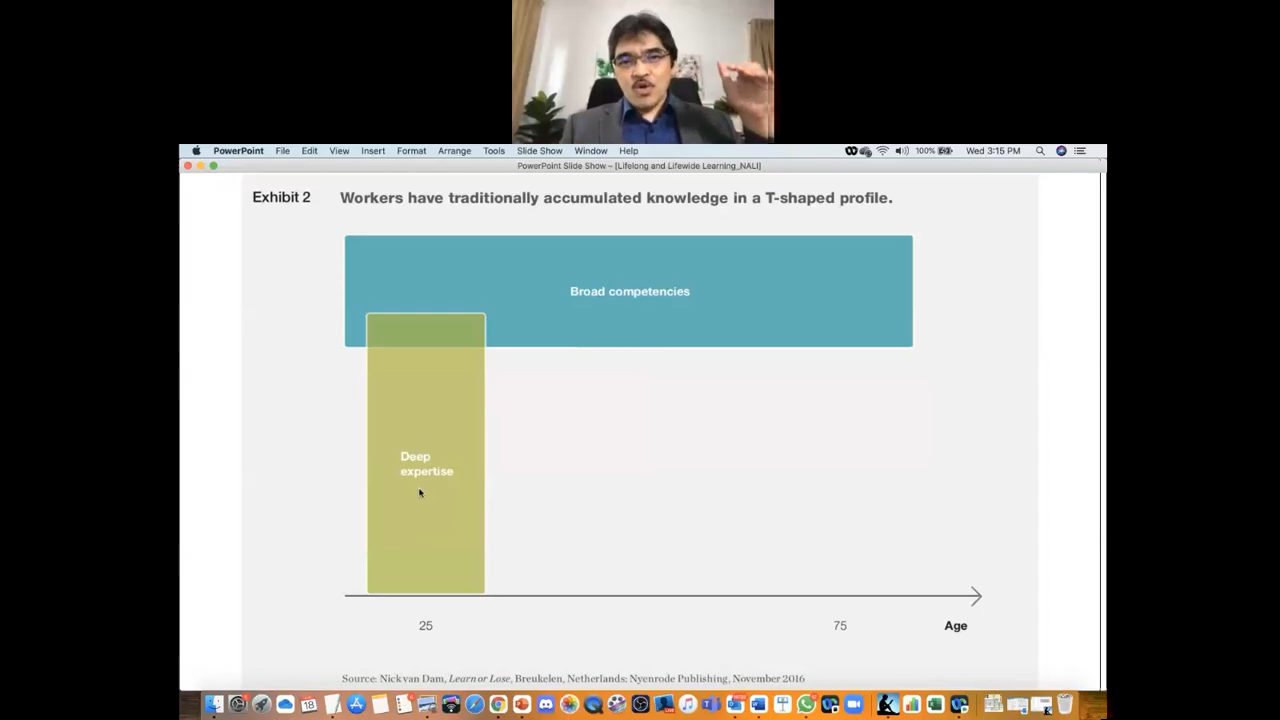 PowerPoint File Edit View Insert Format Arrange Tools Slide Show Window Help 100% Wed 3:15 PM
PowerPoint Slide Show – [Lifelong and Lifewide Learning_NALI]
Exhibit 2 Workers have traditionally accumulated knowledge in a T-shaped profile.
Broad competencies
Deep
expertise
25 75 Age
Source: Nick van Dam, Learn or Lose, Breukelen, Netherlands: Nyenrode Publishing, November 2016
18